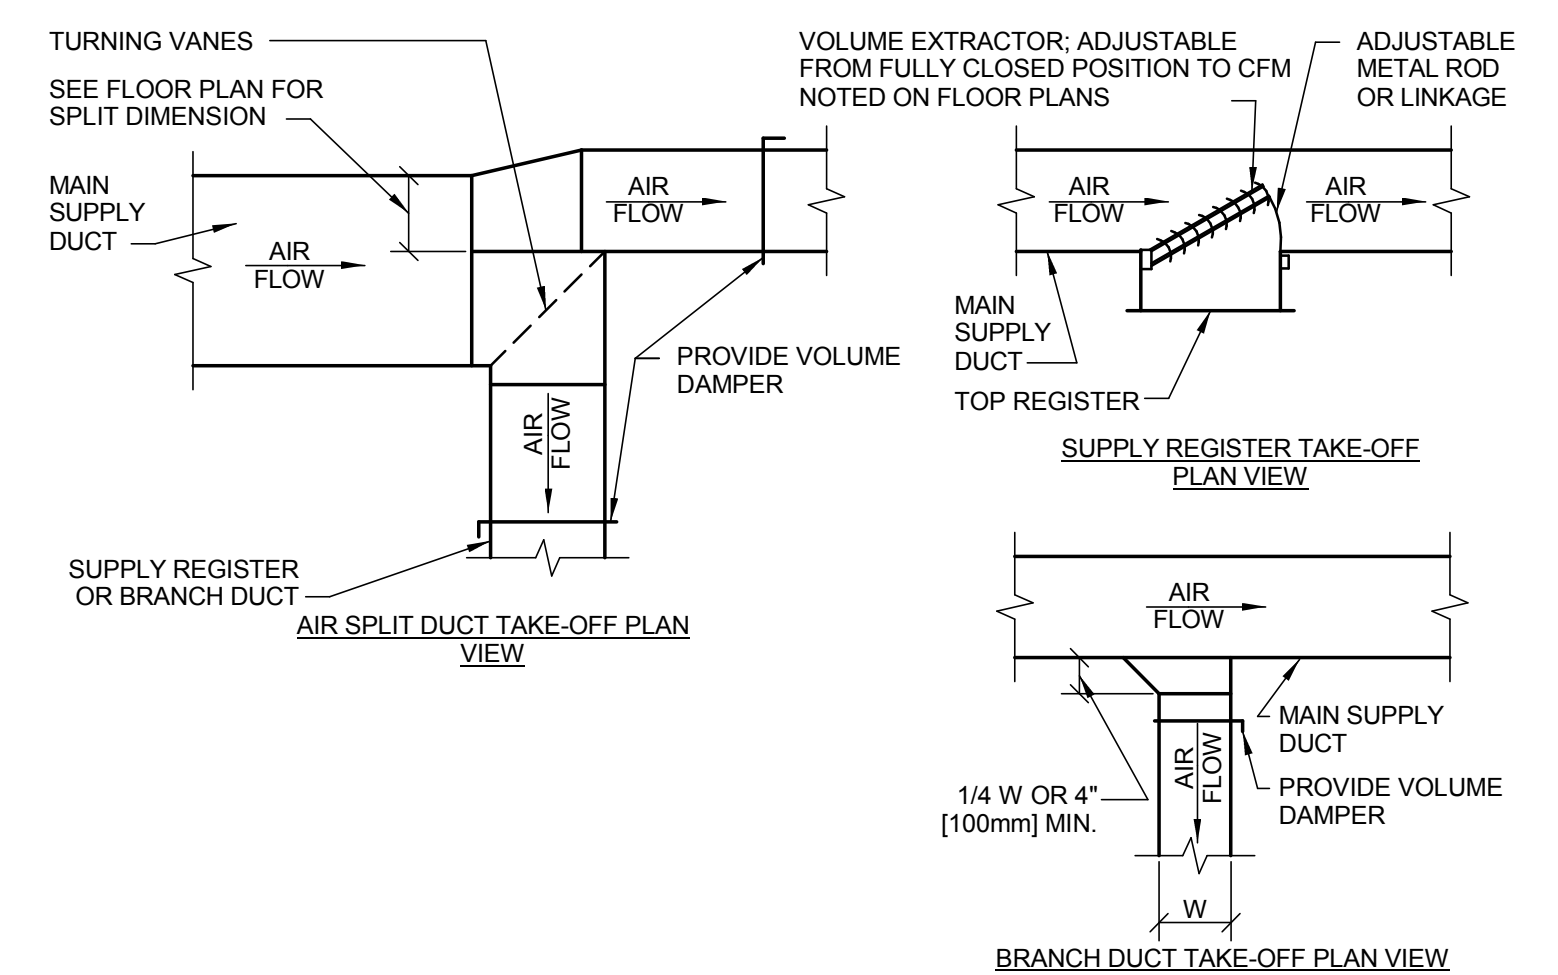 TURNING VANES
SEE FLOOR PLAN FOR
SPLIT DIMENSION
MAIN
SUPPLY
DUCT
AIR
FLOW
AIR
FLOW
AIR
FLOW
PROVIDE VOLUME
DAMPER
SUPPLY REGISTER
OR BRANCH DUCT
AIR SPLIT DUCT TAKE-OFF PLAN
VIEW
VOLUME EXTRACTOR; ADJUSTABLE
FROM FULLY CLOSED POSITION TO CFM
NOTED ON FLOOR PLANS
ADJUSTABLE
METAL ROD
OR LINKAGE
AIR
FLOW
AIR
FLOW
MAIN
SUPPLY
DUCT
TOP REGISTER
SUPPLY REGISTER TAKE-OFF
PLAN VIEW
AIR
FLOW
MAIN SUPPLY
DUCT
AIR
FLOW
PROVIDE VOLUME
DAMPER
1/4 W OR 4"
[100mm] MIN.
W
BRANCH DUCT TAKE-OFF PLAN VIEW